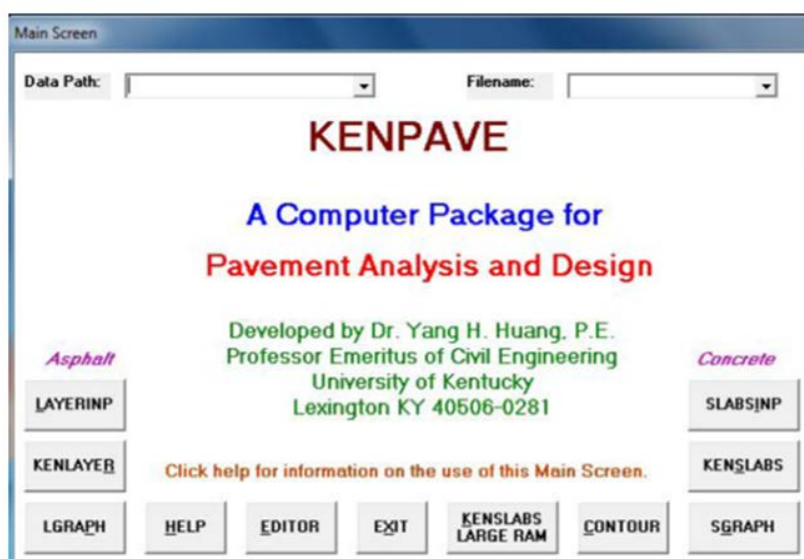 Main Screen
Data Path:
Filename:
KENPAVE
A Computer Package for
Pavement Analysis and Design
Developed by Dr. Yang H. Huang, P.E.
Professor Emeritus of Civil Engineering
University of Kentucky
Lexington KY 40506-0281
Asphalt
Concrete
LAYERINP
SLABSINP
KENLAYER
Click help for information on the use of this Main Screen.
KENSLABS
LGRAPH
HELP
EDITOR
EXIT
KENSLABS
LARGE RAM
CONTOUR
SGRAPH